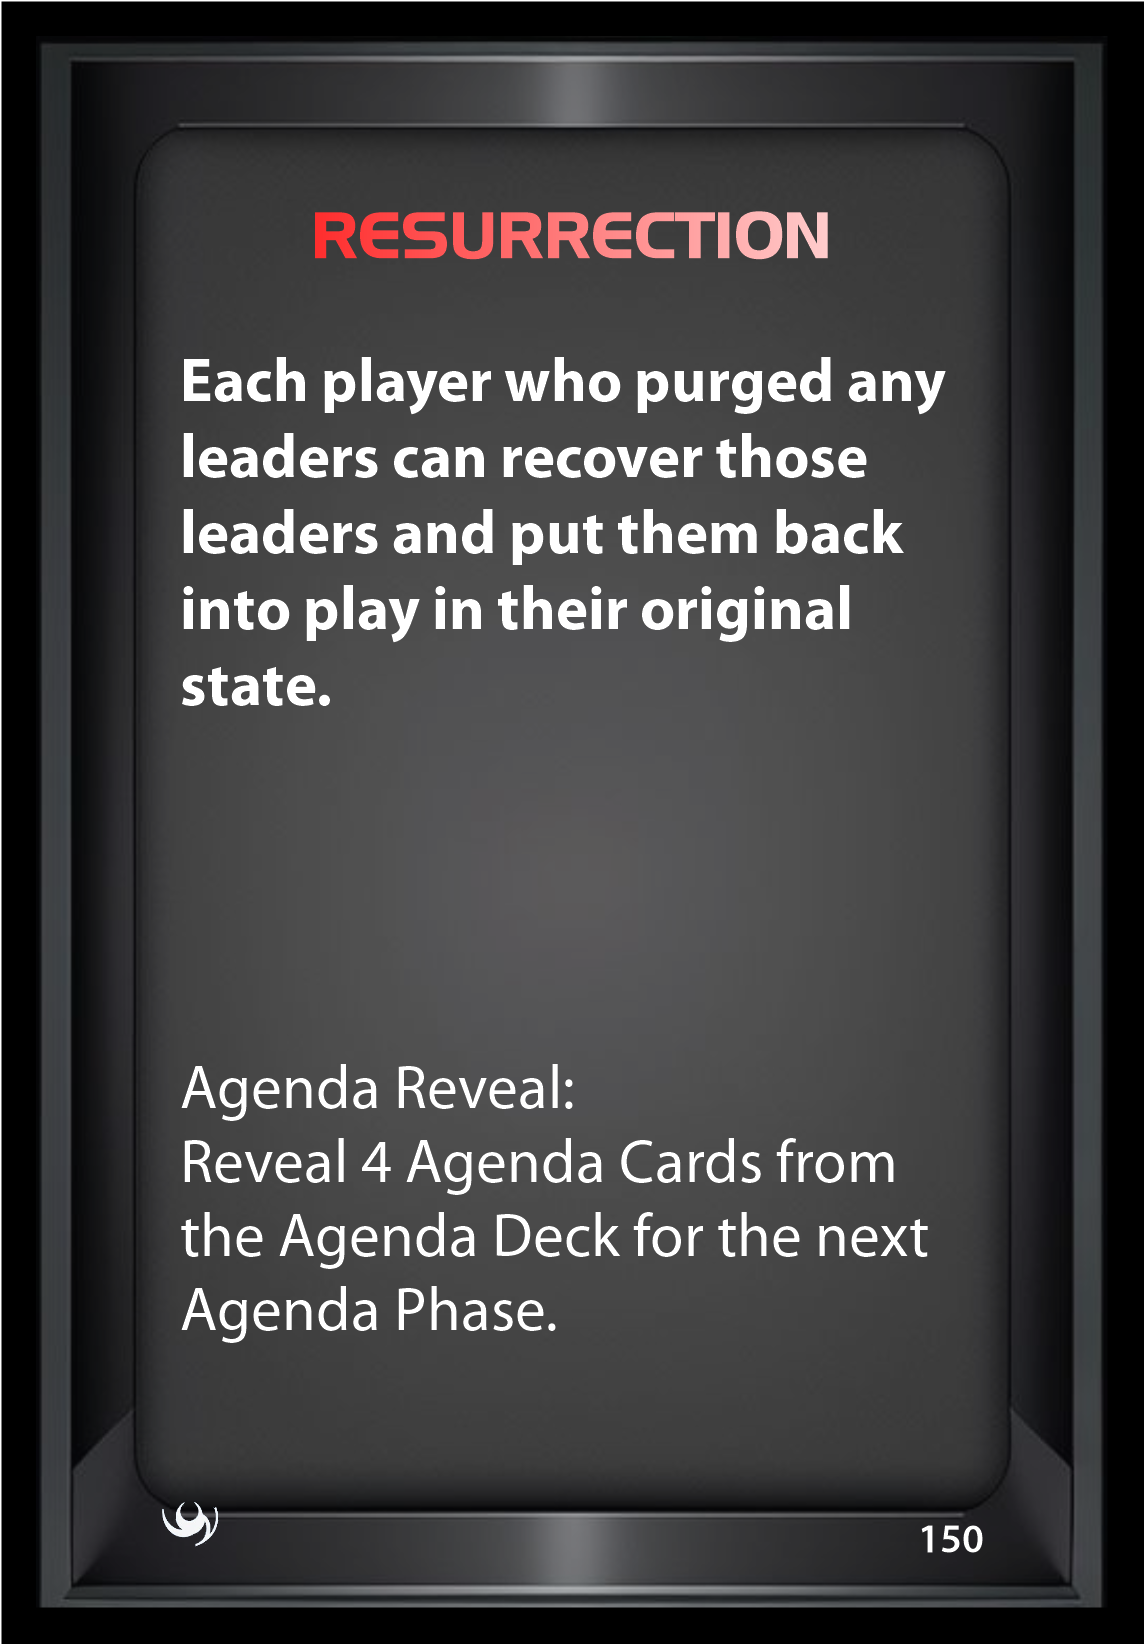 RESURRECTION
Each player who purged any
leaders can recover those
leaders and put them back
into play in their original
state.
Agenda Reveal:
Reveal 4 Agenda Cards from
the Agenda Deck for the next
Agenda Phase.
150